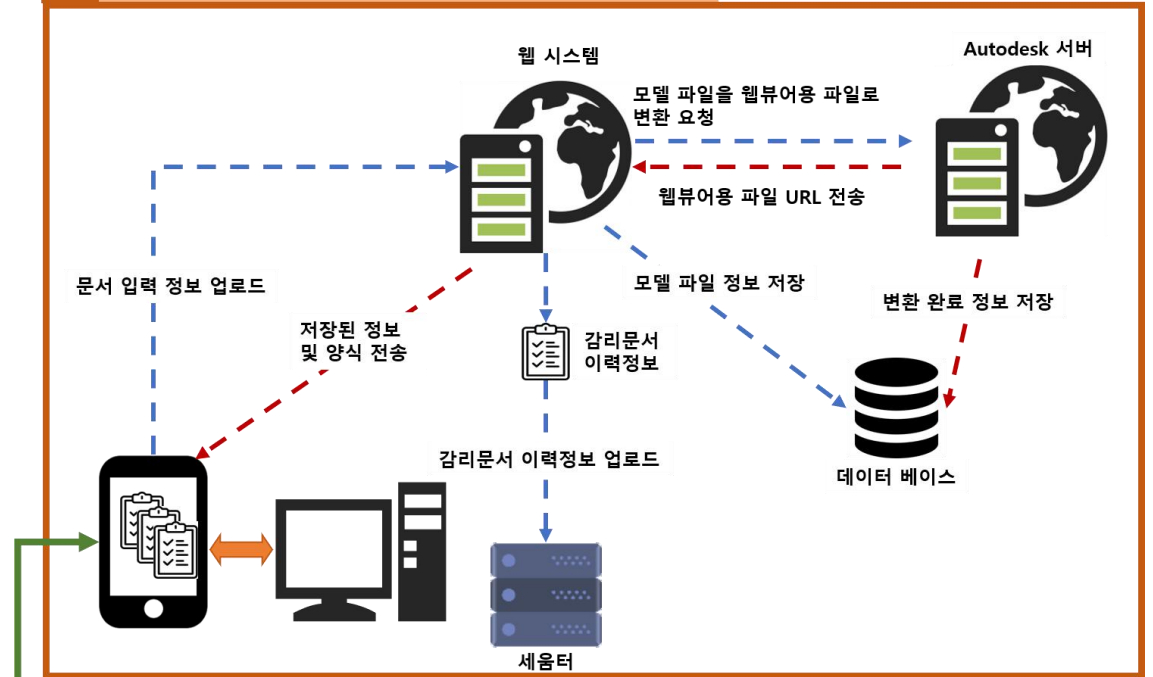 웹 시스템
Autodesk 서버
모델 파일을 웹뷰어용 파일로
변환 요청
웹뷰어용 파일 URL 전송
문서 입력 정보 업로드
모델 파일 정보 저장
변환 완료 정보 저장
저장된 정보
및 양식 전송
감리문서
이력정보
감리문서 이력정보 업로드
데이터 베이스
세움터